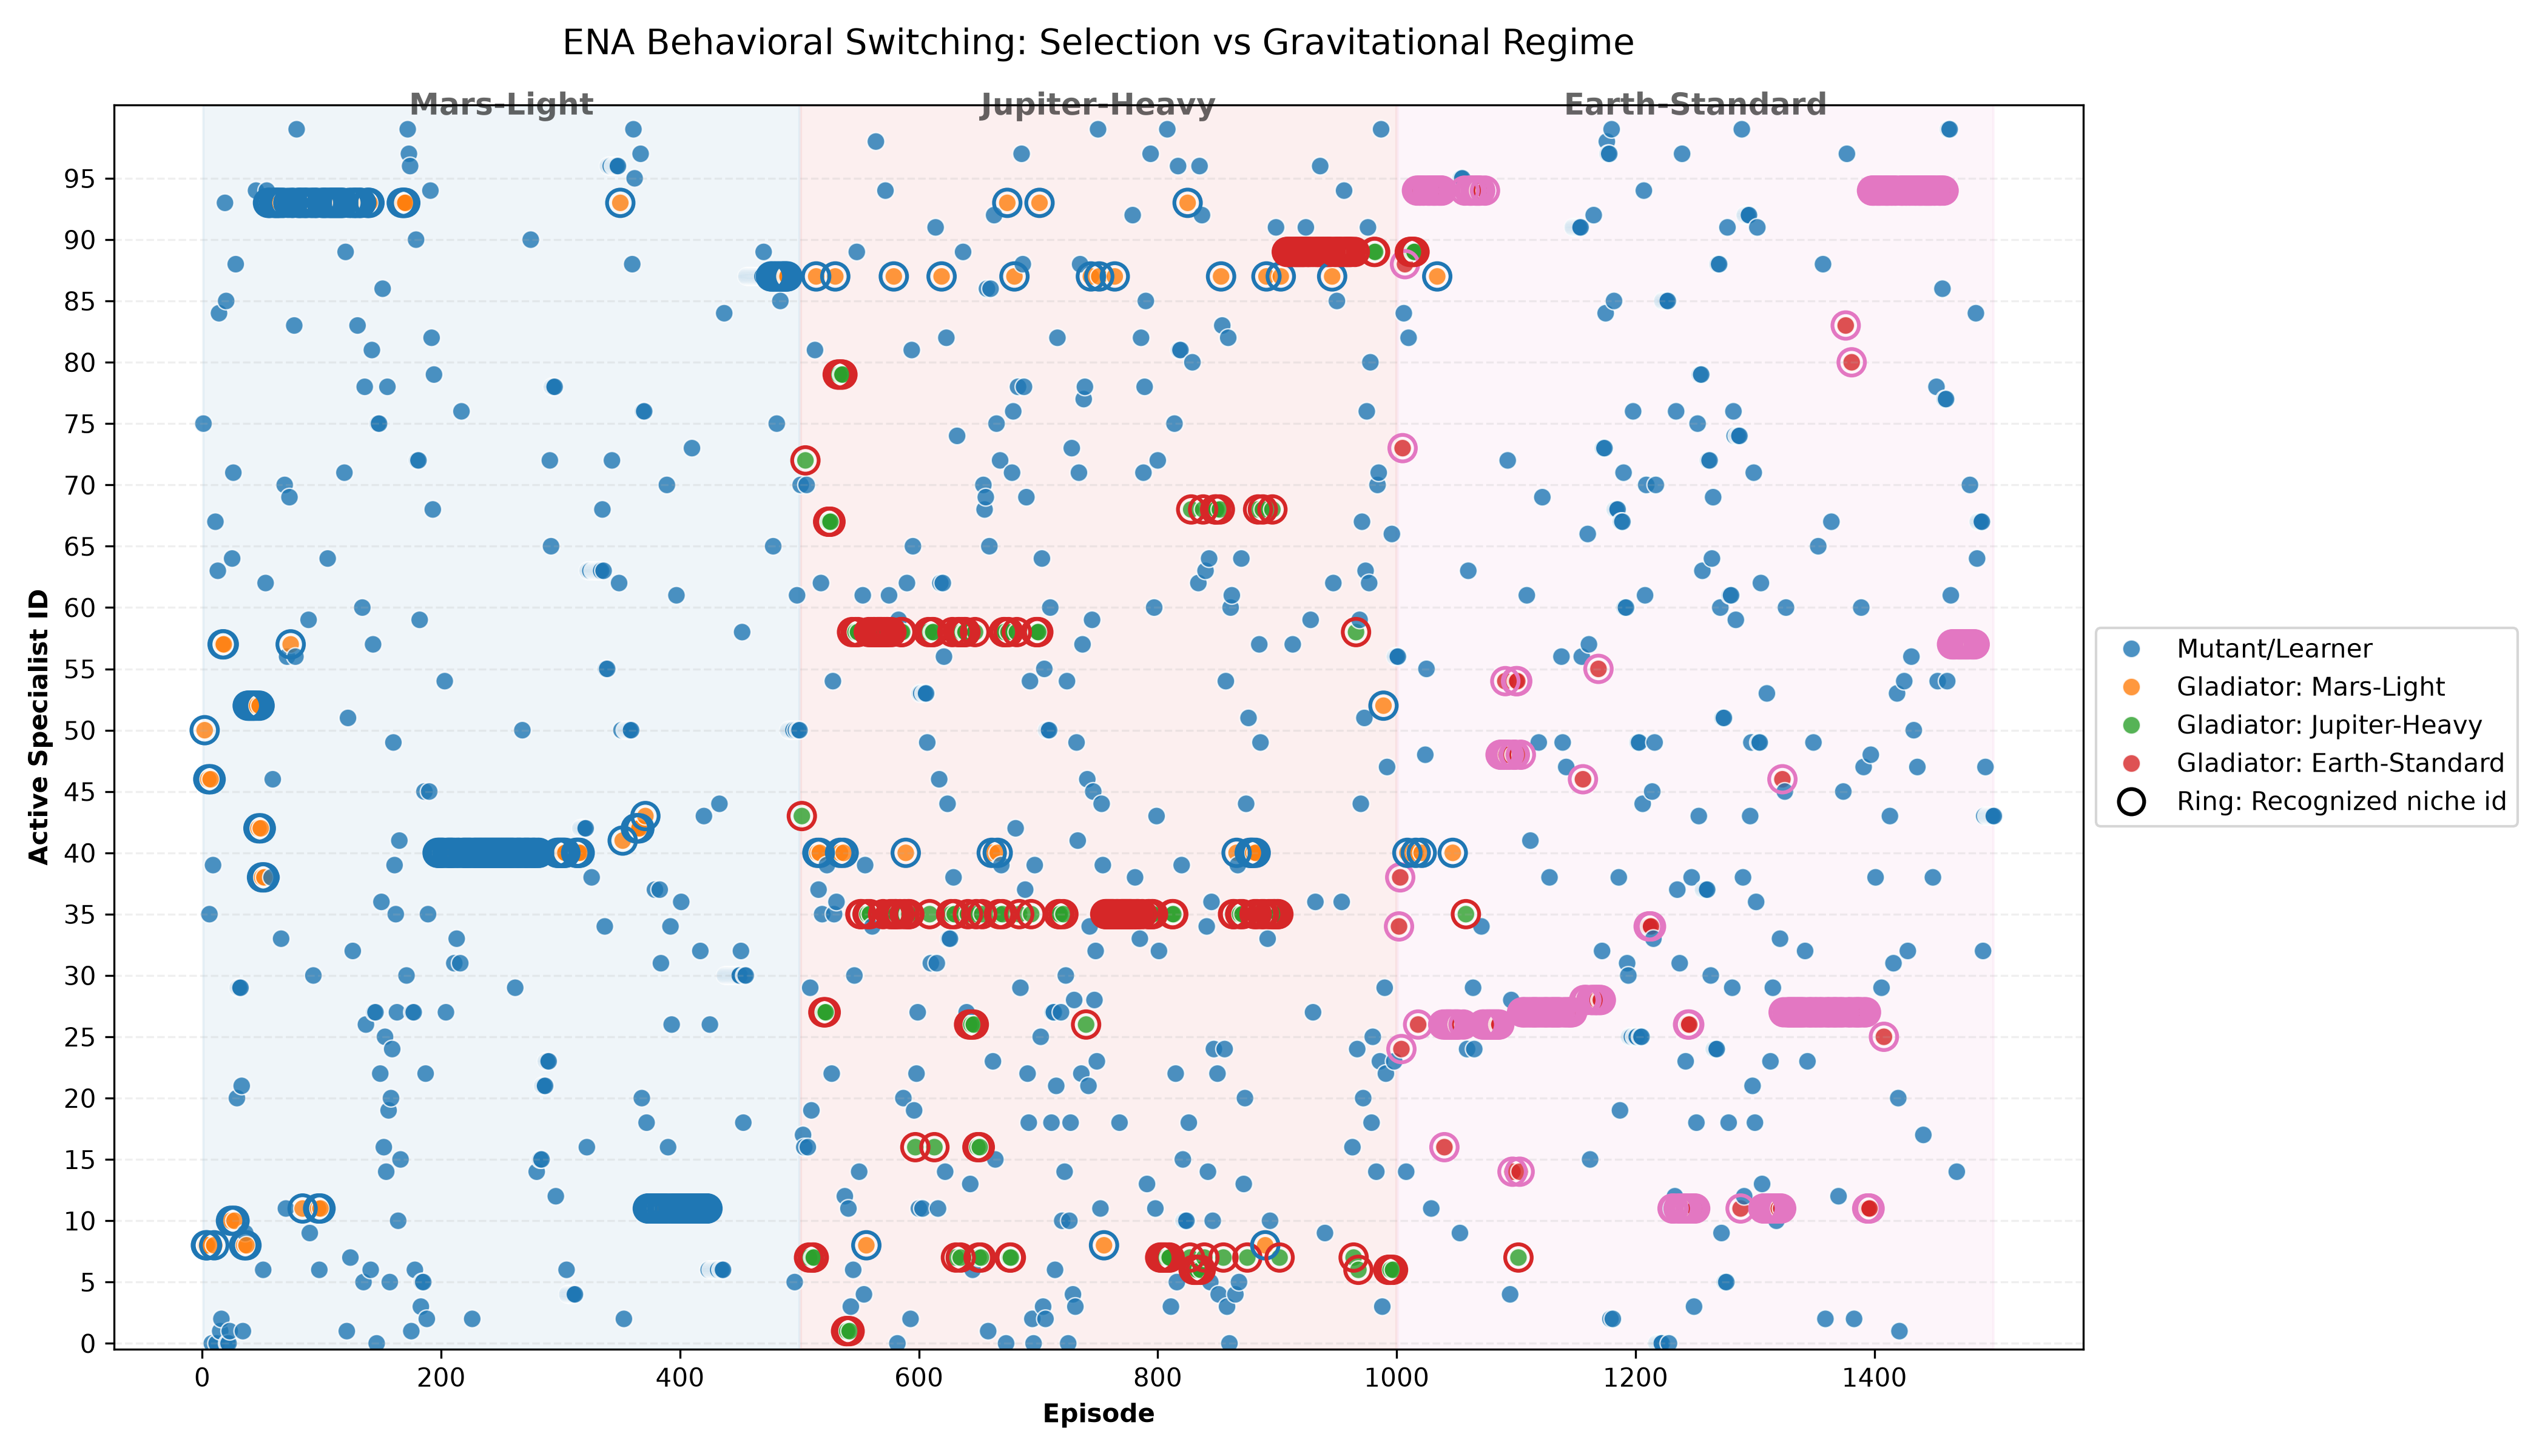 ENA Behavioral Switching: Selection vs Gravitational Regime
Mars-Light
Jupiter-Heavy
Earth-Standard
95
90
85
80
75
70
65
60
55
50
45
40
35
30
25
20
15
10
5
0
Active Specialist ID
0
200
400
600
800
1000
1200
1400
Episode
Mutant/Learner
Gladiator: Mars-Light
Gladiator: Jupiter-Heavy
Gladiator: Earth-Standard
Ring: Recognized niche id